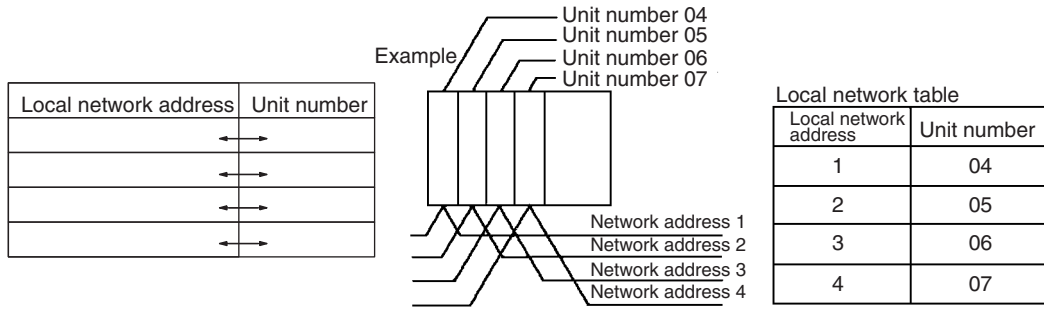 Local network address Unit number
Example
Unit number 04
Unit number 05
Unit number 06
Unit number 07
Network address 1
Network address 2
Network address 3
Network address 4
Local network table
Local network
address
Unit number
1 04
2 05
3 06
4 07